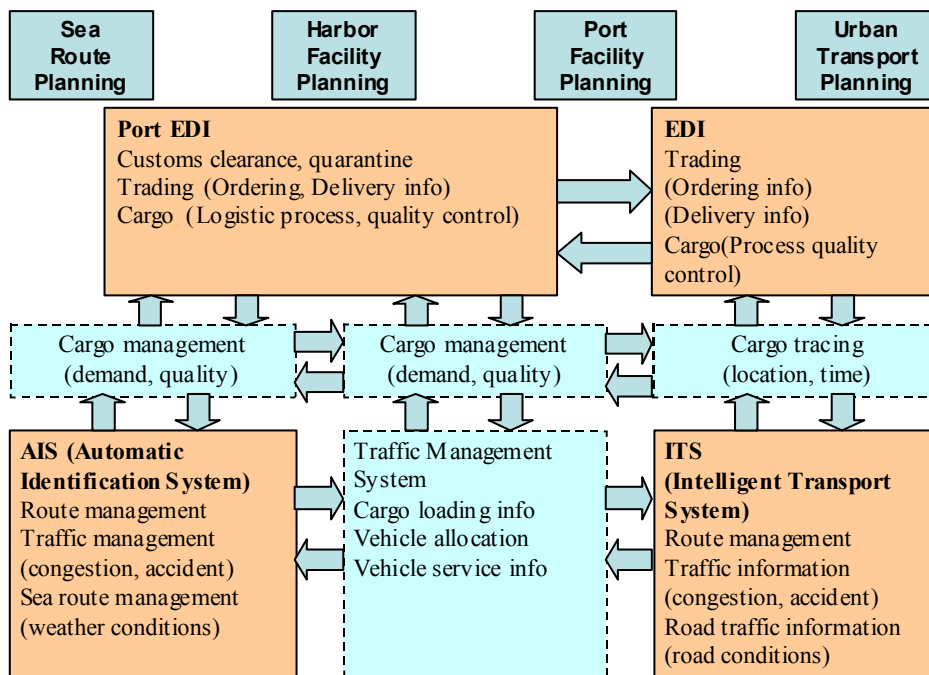 Sea
Route
Planning
Harbor
Facility
Planning
Port
Facility
Planning
Urban
Transport
Planning
Port EDI
Customs clearance, quarantine
Trading (Ordering, Delivery info)
Cargo (Logistic process, quality control)
EDI
Trading
(Ordering info)
(Delivery info)
Cargo(Process quality
control)
Cargo management
(demand, quality)
Cargo management
(demand, quality)
Cargo tracing
(location, time)
AIS (Automatic
Identification System)
Route management
Traffic management
(congestion, accident)
Sea route management
(weather conditions)
Traffic Management
System
Cargo loading info
Vehicle allocation
Vehicle service info
ITS
(Intelligent Transport
System)
Route management
Traffic information
(congestion, accident)
Road traffic information
(road conditions)